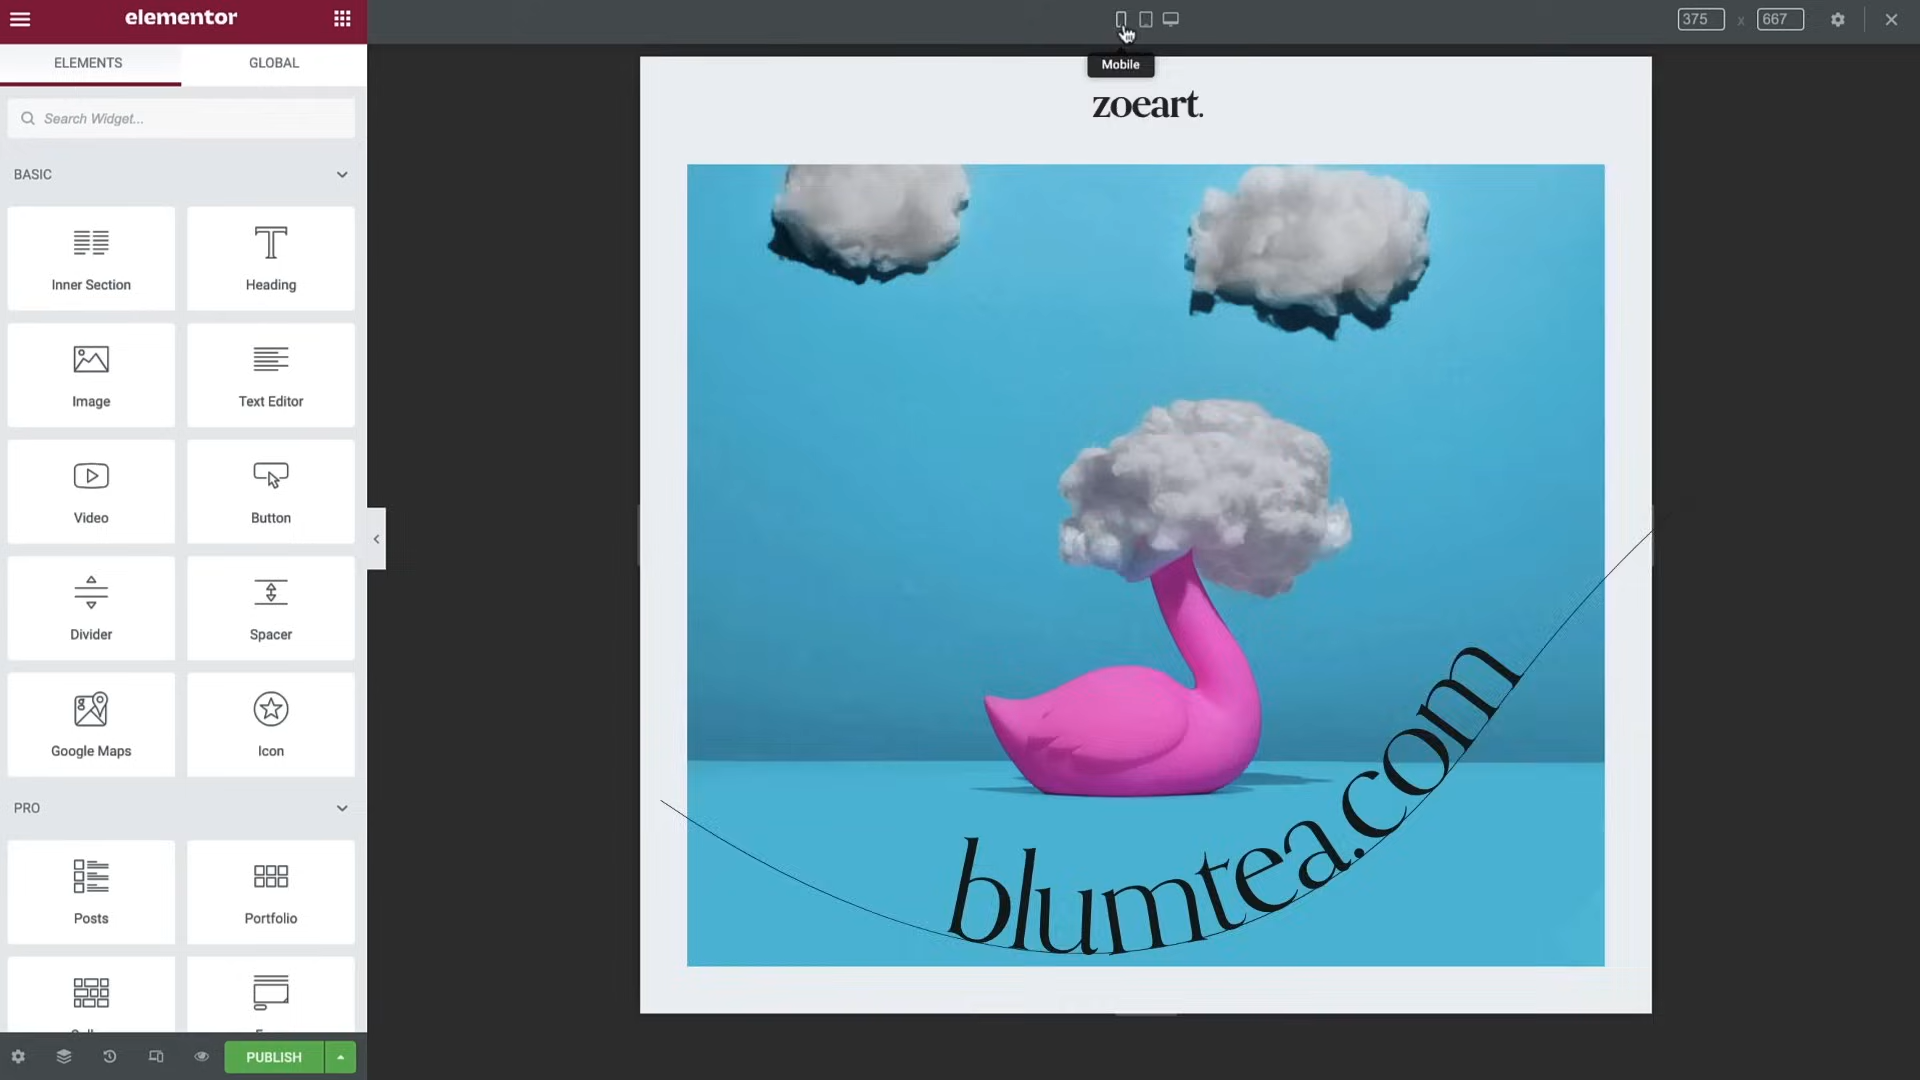 elementor
375 x 667
ELEMENTS GLOBAL
Mobile
Search Widget...
zoeart.
BASIC
Inner Section
Heading
Image
Text Editor
Video
Button
Divider
Spacer
Google Maps
Icon
PRO
Posts
Portfolio
blumtea.com
PUBLISH